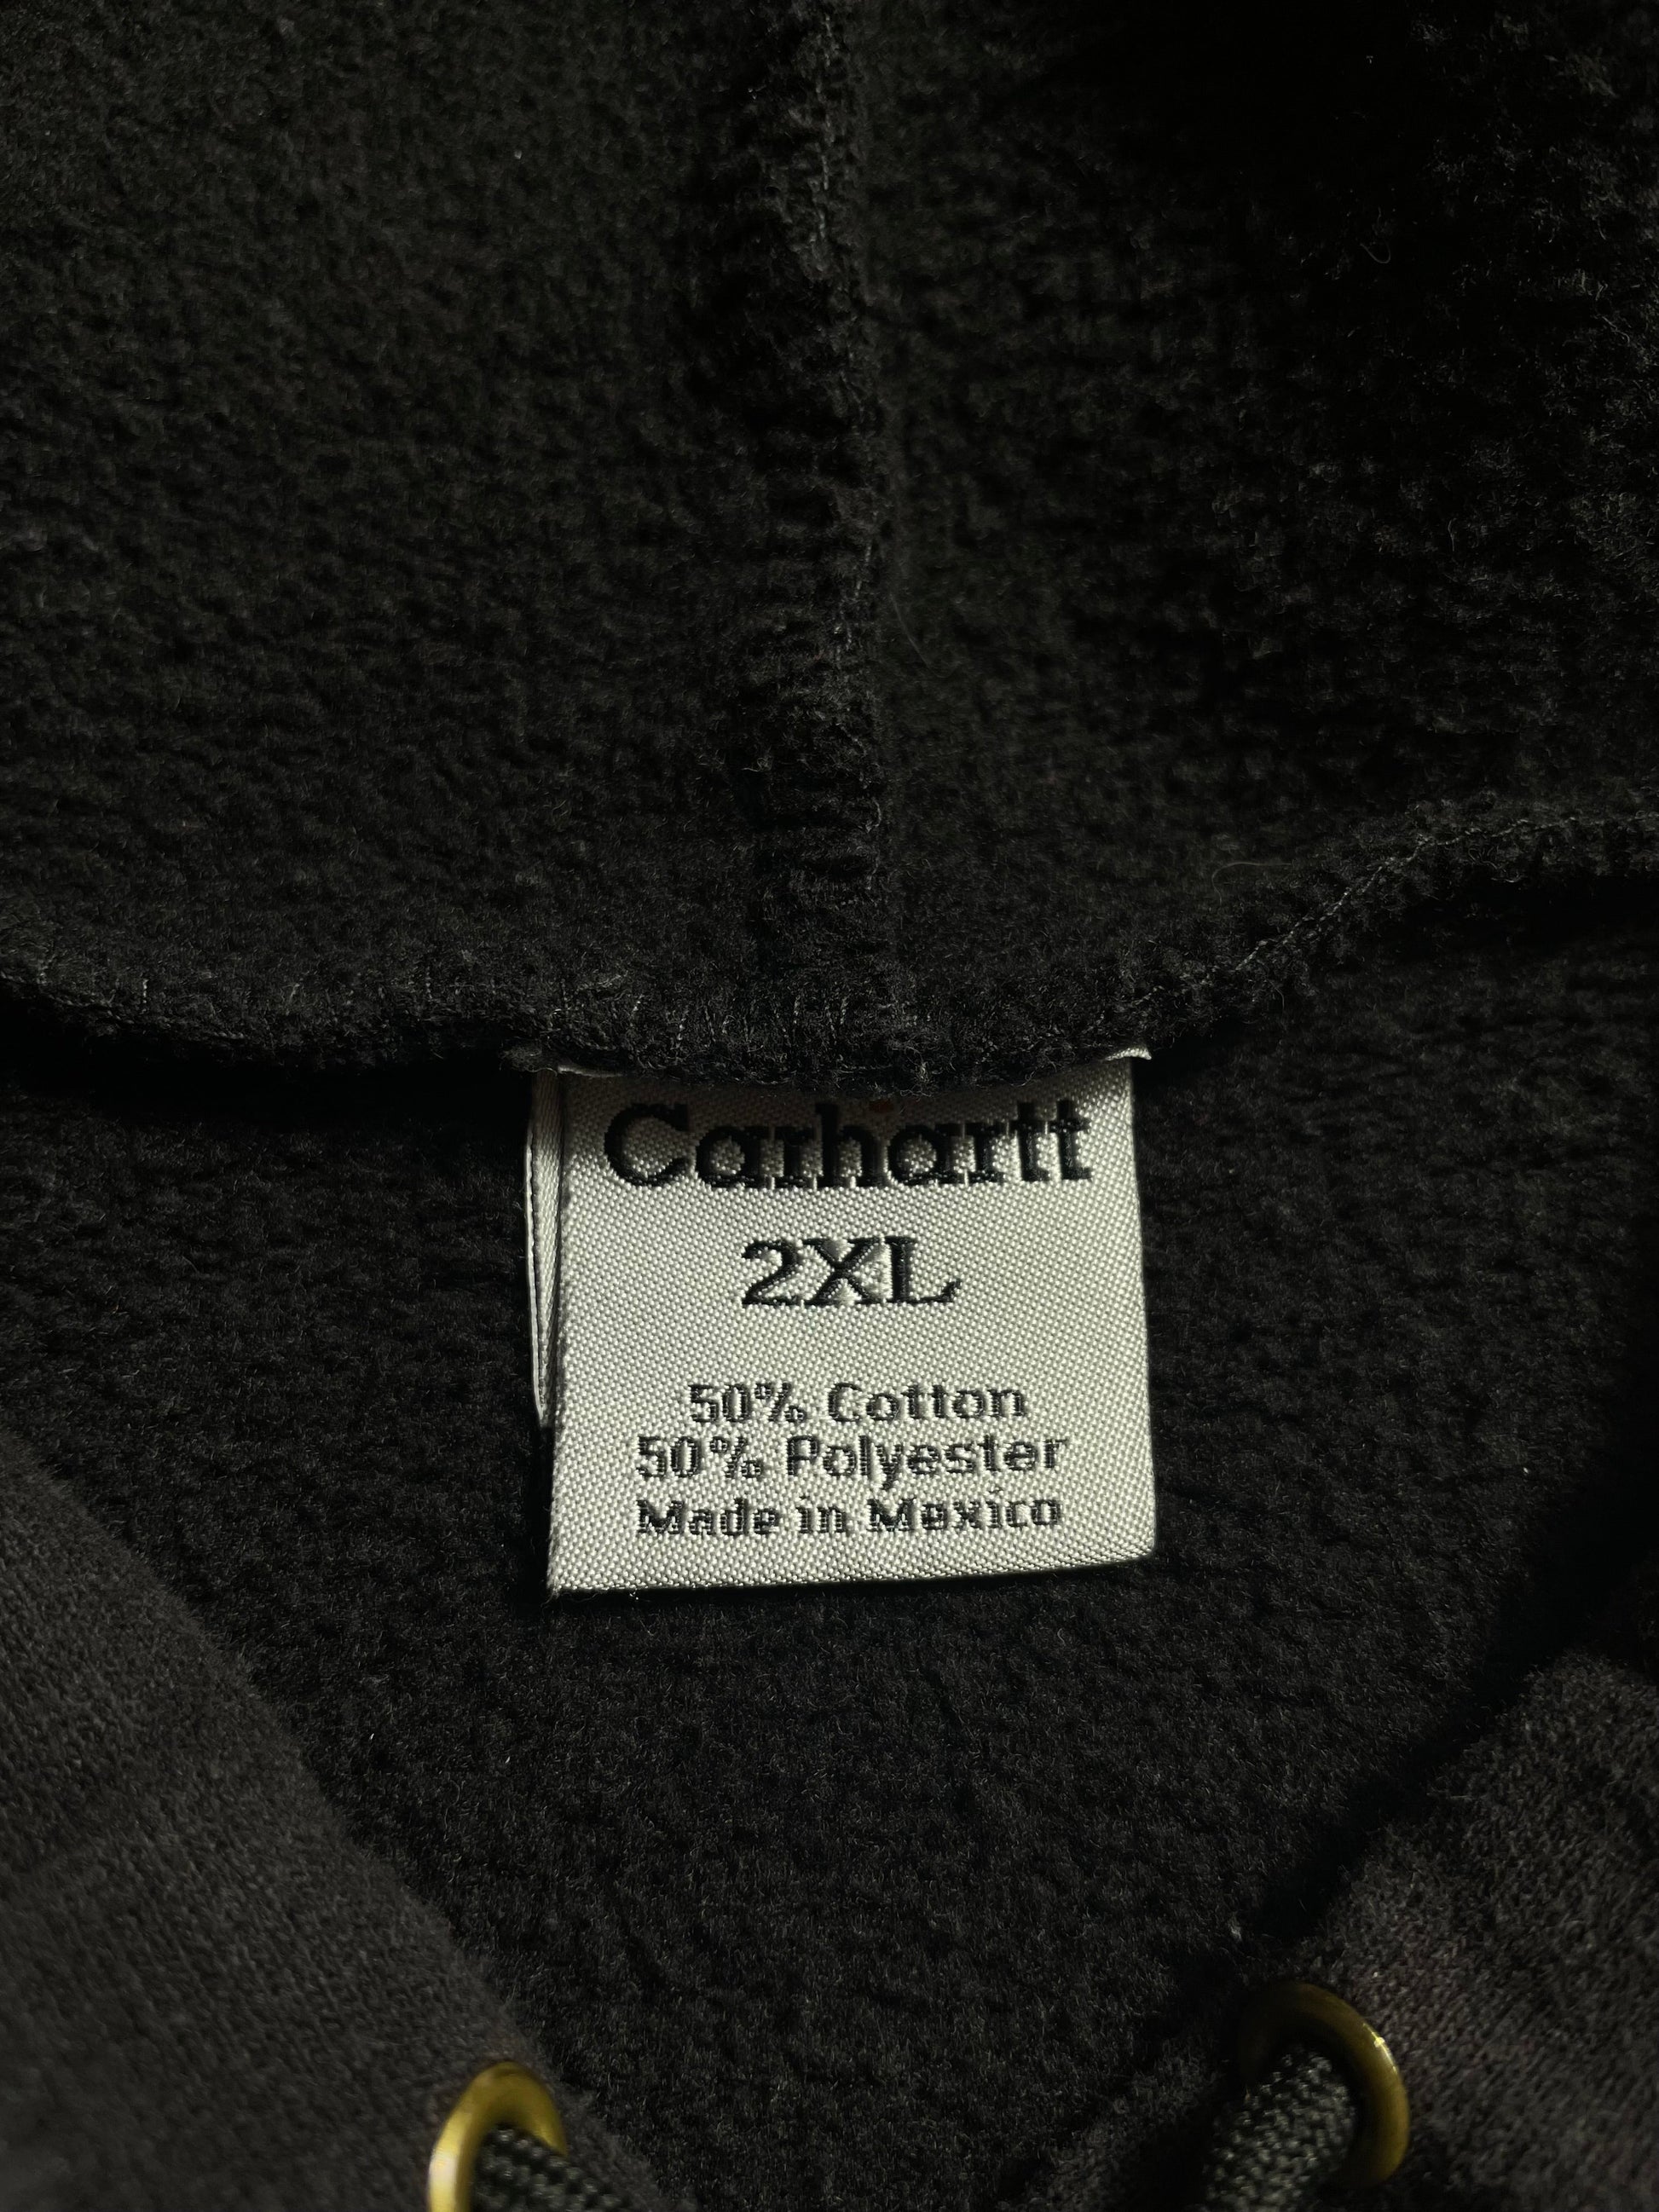 Carhartt
2XL
50% Cotton
50% Polyester
Made in Mexico